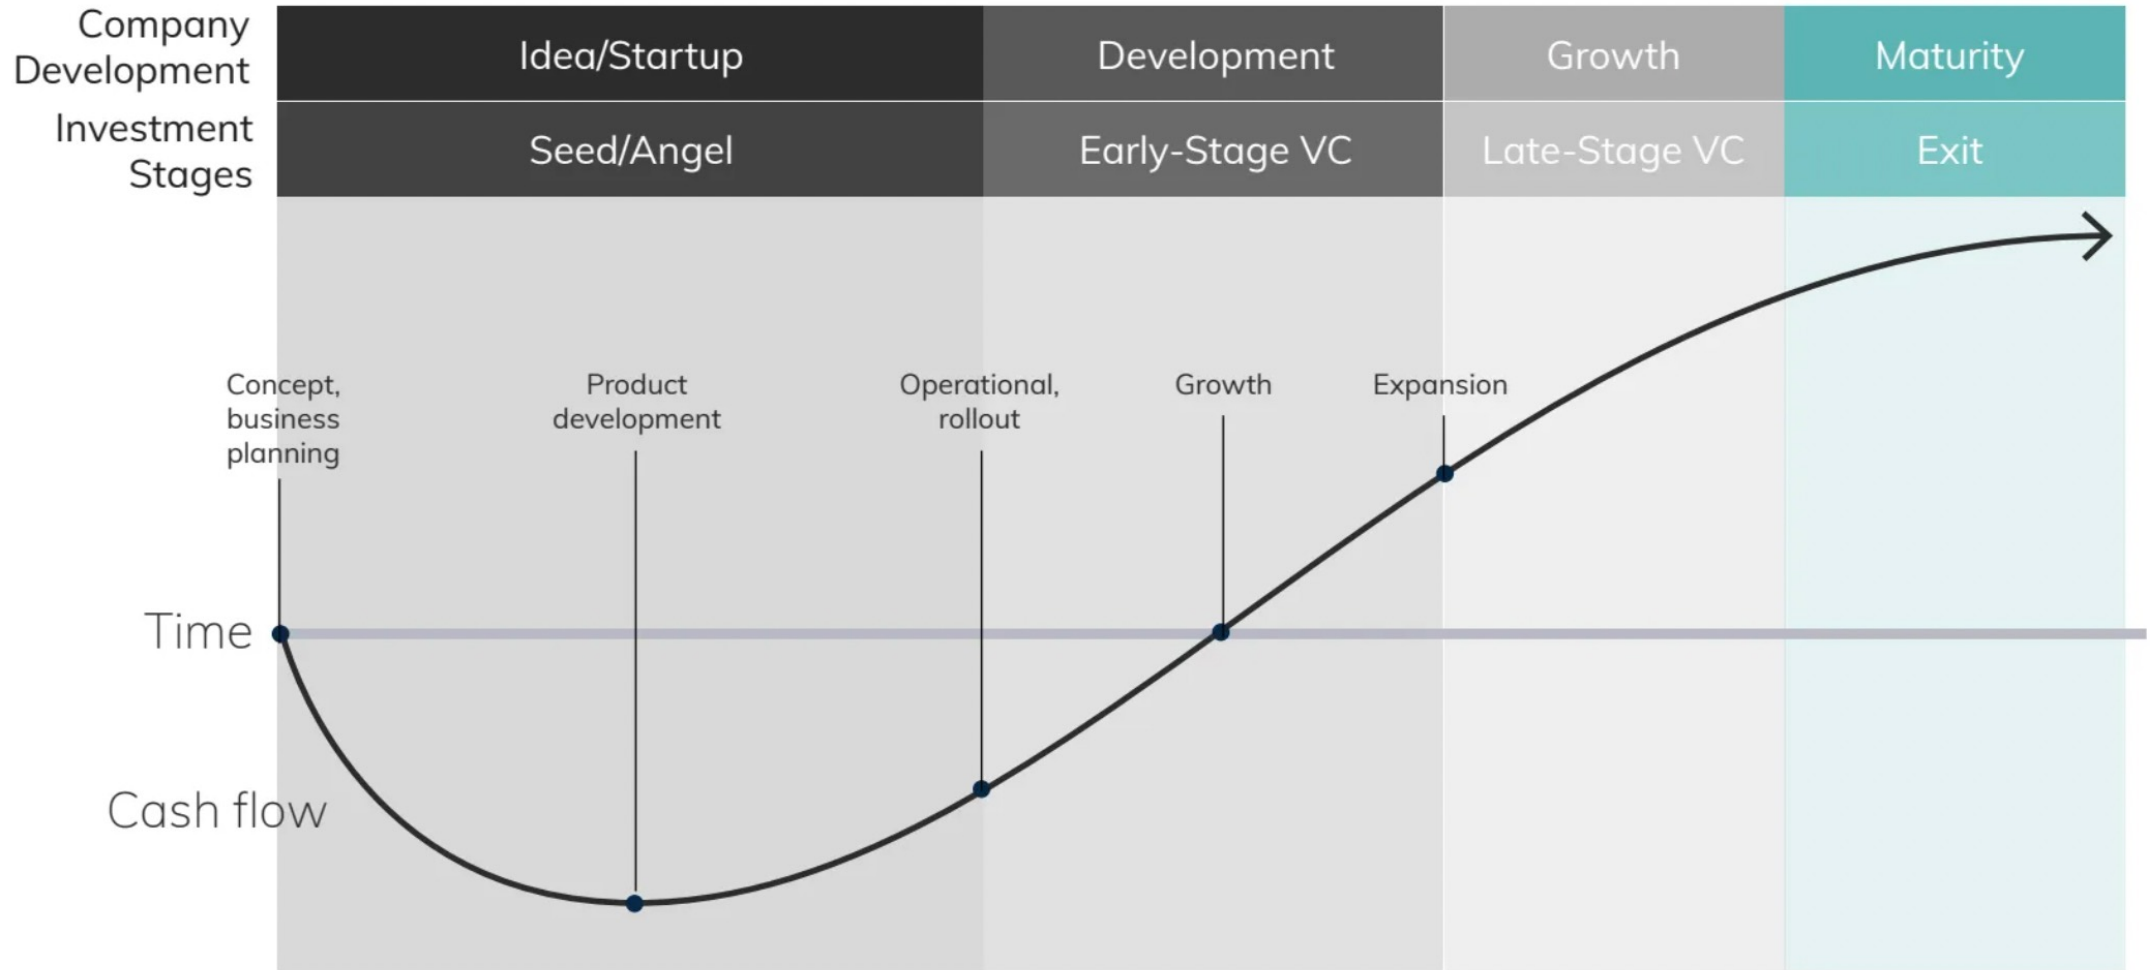 Company
Development
Idea/Startup
Development
Growth
Maturity
Investment
Stages
Seed/Angel
Early-Stage VC
Late-Stage VC
Exit
Concept,
business
planning
Product
development
Operational,
rollout
Growth
Expansion
Time
Cash flow